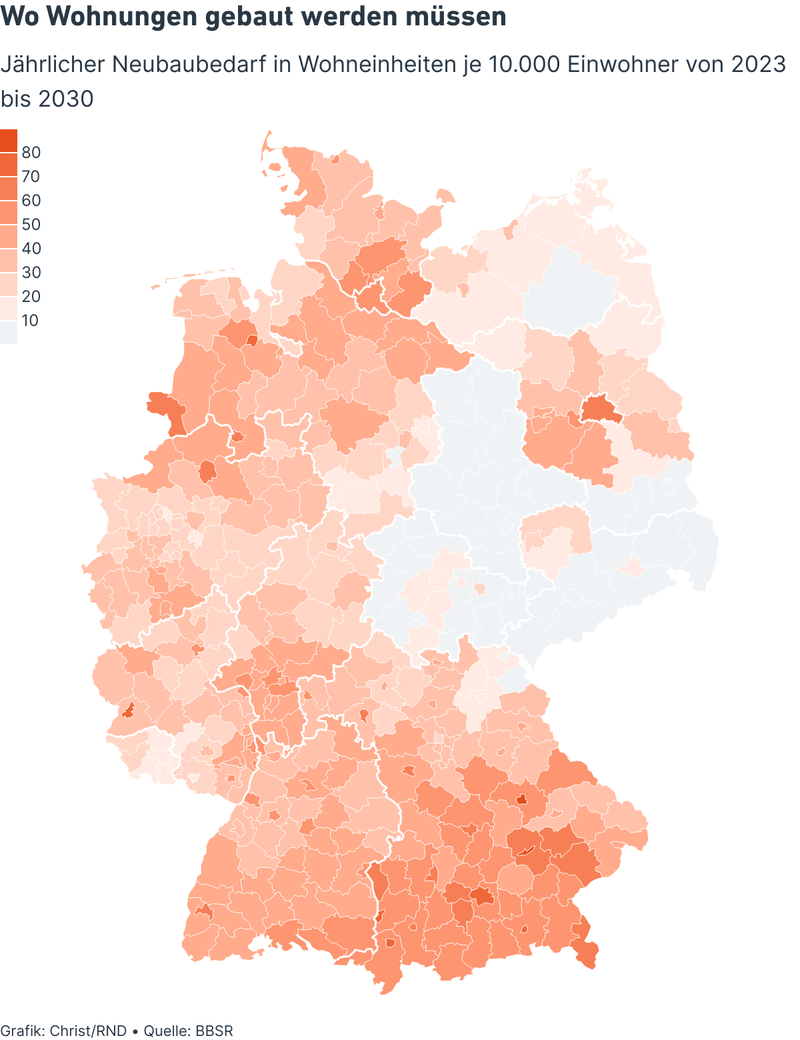 Wo Wohnungen gebaut werden müssen
Jährlicher Neubaubedarf in Wohneinheiten je 10.000 Einwohner von 2023
bis 2030
80
70
60
50
40
30
20
10
Grafik: Christ/RND • Quelle: BBSR